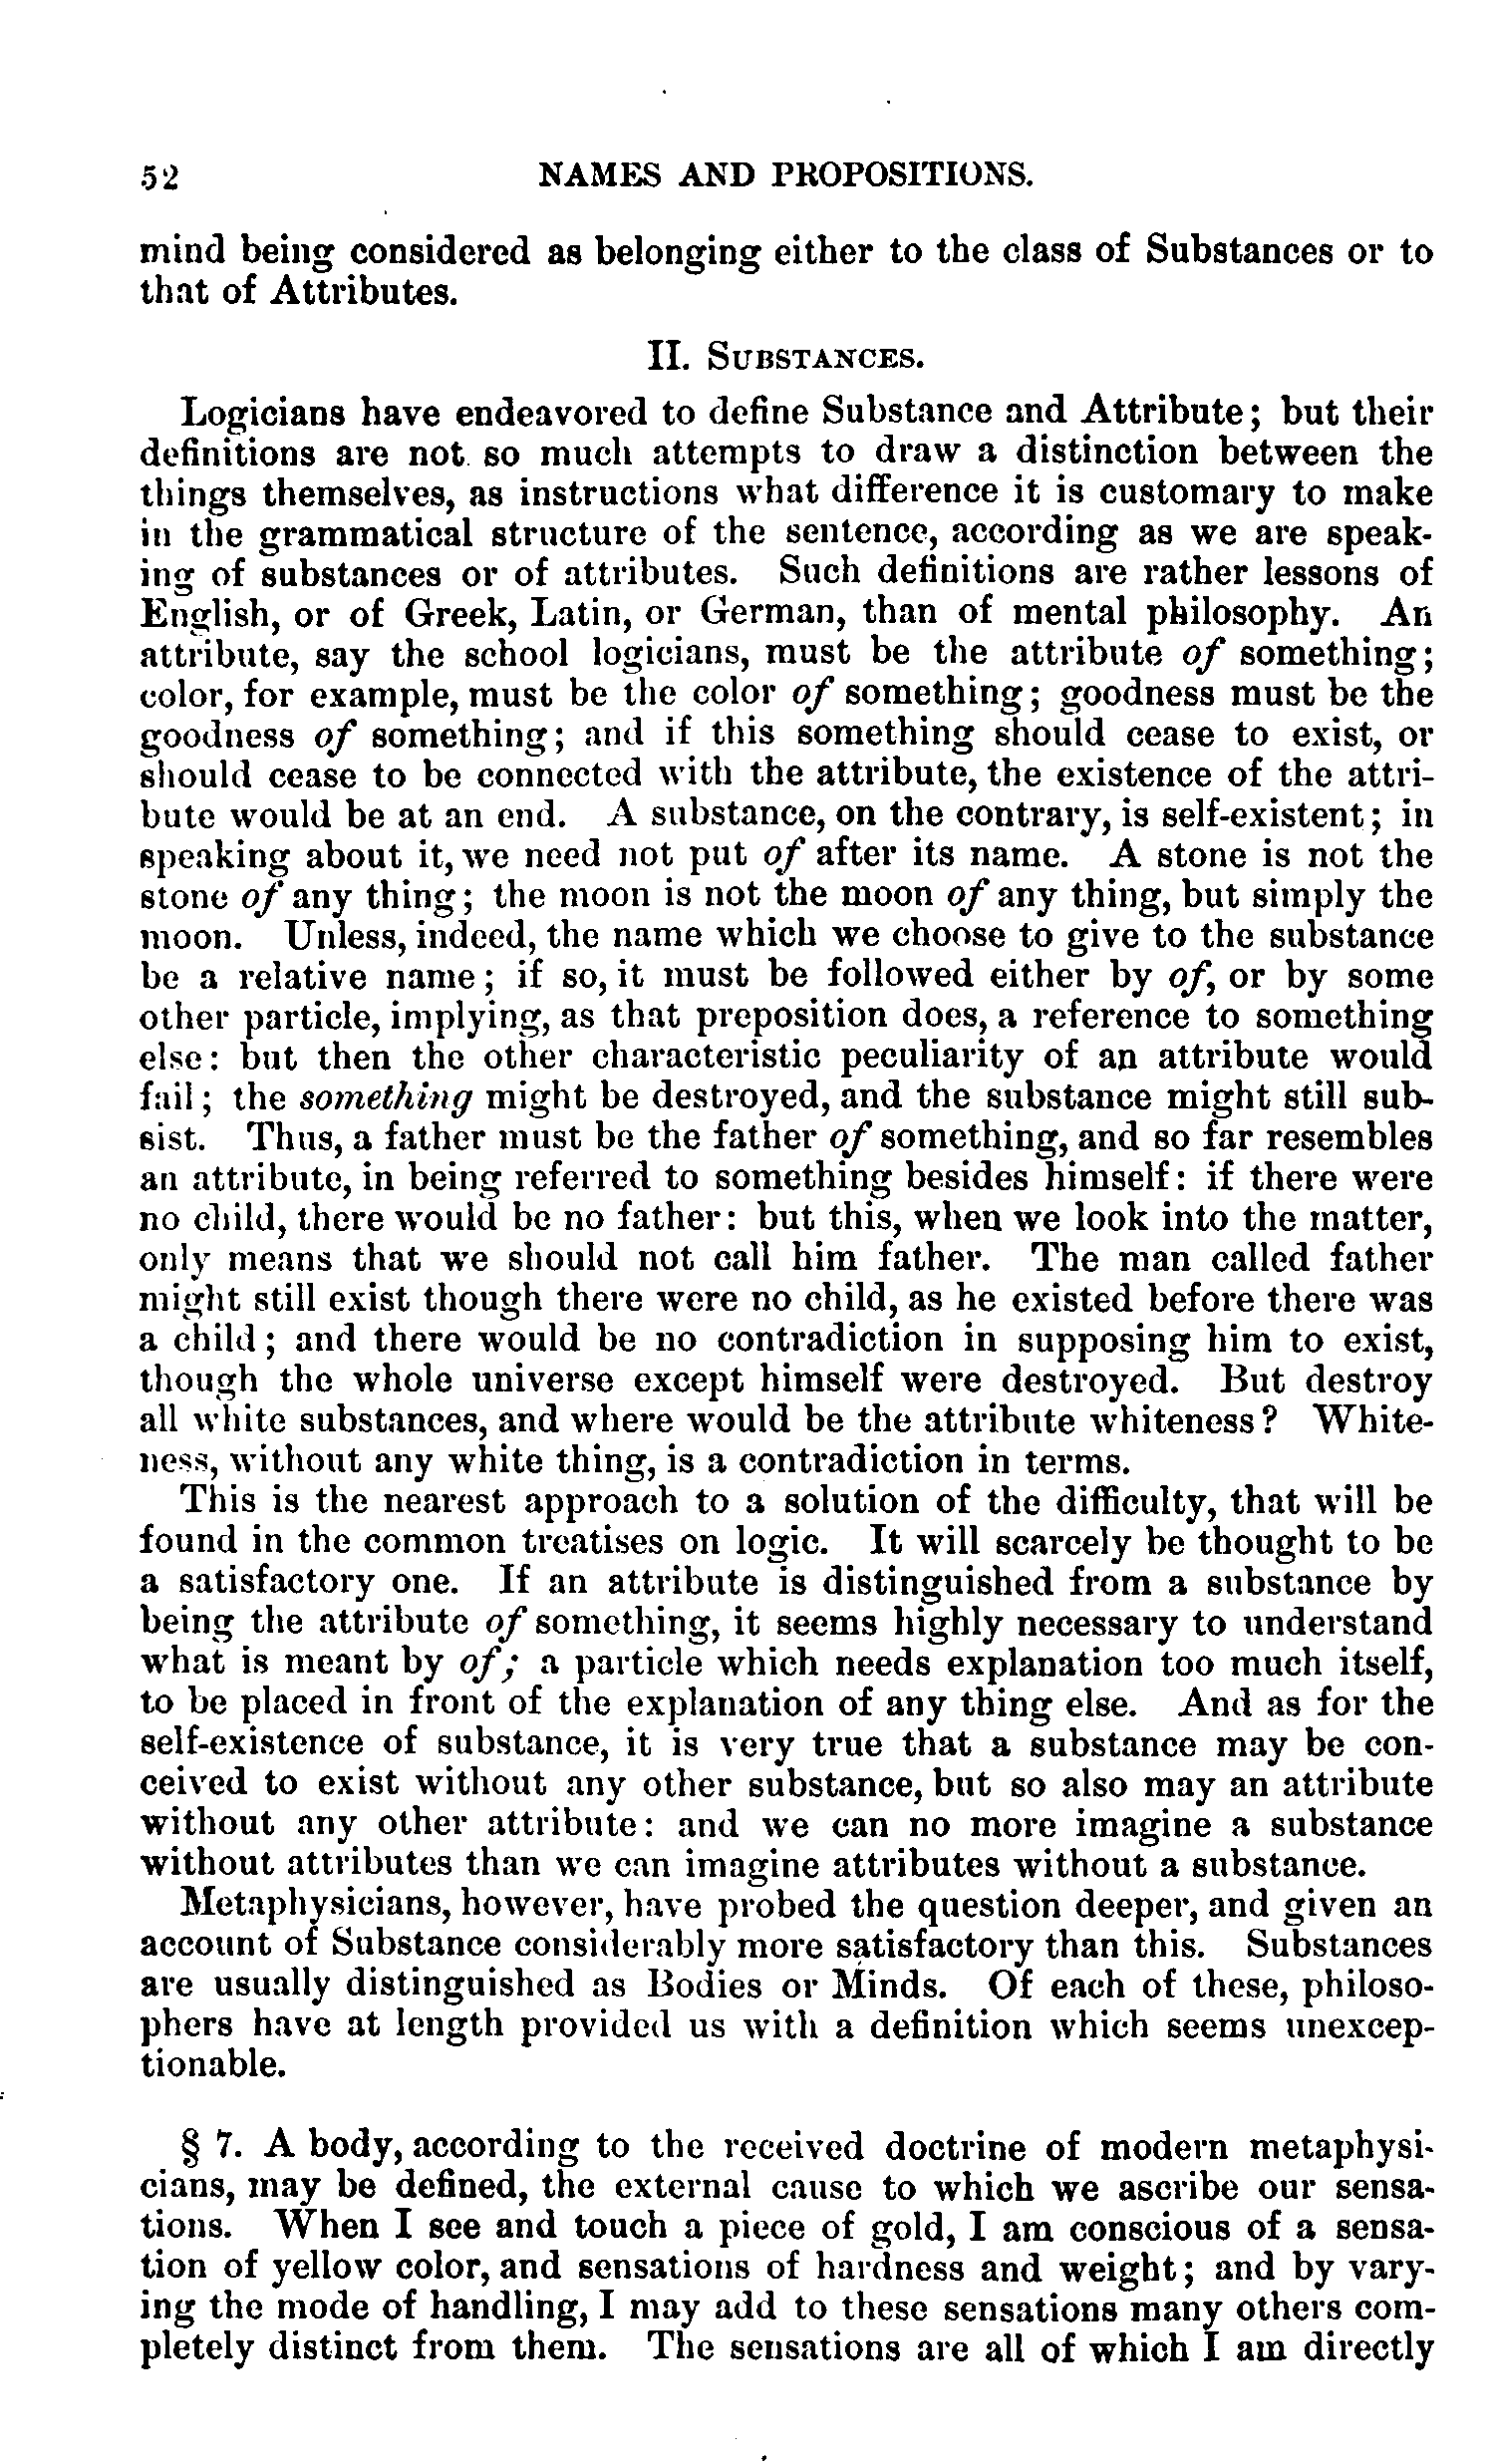 52 NAMES AND PROPOSITIONS.
mind being considered as belonging either to the class of Substances or to
that of Attributes.
II. SUBSTANCES.
Logicians have endeavored to define Substance and Attribute; but their
definitions are not so much attempts to draw a distinction between the
things themselves, as instructions what difference it is customary to make
in the grammatical structure of the sentence, according as we are speak-
ing of substances or of attributes. Such definitions are rather lessons of
English, or of Greek, Latin, or German, than of mental philosophy. An
attribute, say the school logicians, must be the attribute of something;
color, for example, must be the color of something; goodness must be the
goodness of something; and if this something should cease to exist, or
should cease to be connected with the attribute, the existence of the attri-
bute would be at an end. A substance, on the contrary, is self-existent; in
speaking about it, we need not put of after its name. A stone is not the
stone of any thing; the moon is not the moon of any thing, but simply the
moon. Unless, indeed, the name which we choose to give to the substance
be a relative name; if so, it must be followed either by of, or by some
other particle, implying, as that preposition does, a reference to something
else: but then the other characteristic peculiarity of an attribute would
fail; the something might be destroyed, and the substance might still sub-
sist. Thus, a father must be the father of something, and so far resembles
an attribute, in being referred to something besides himself: if there were
no child, there would be no father: but this, when we look into the matter,
only means that we should not call him father. The man called father
might still exist though there were no child, as he existed before there was
a child; and there would be no contradiction in supposing him to exist,
though the whole universe except himself were destroyed. But destroy
all white substances, and where would be the attribute whiteness? White-
ness, without any white thing, is a contradiction in terms.
This is the nearest approach to a solution of the difficulty, that will be
found in the common treatises on logic. It will scarcely be thought to be
a satisfactory one. If an attribute is distinguished from a substance by
being the attribute of something, it seems highly necessary to understand
what is meant by of; a particle which needs explanation too much itself,
to be placed in front of the explanation of any thing else. And as for the
self-existence of substance, it is very true that a substance may be con-
ceived to exist without any other substance, but so also may an attribute
without any other attribute: and we can no more imagine a substance
without attributes than we can imagine attributes without a substance.
Metaphysicians, however, have probed the question deeper, and given an
account of Substance considerably more satisfactory than this. Substances
are usually distinguished as Bodies or Minds. Of each of these, philoso-
phers have at length provided us with a definition which seems unexcep-
tionable.
§ 7. A body, according to the received doctrine of modern metaphysi-
cians, may be defined, the external cause to which we ascribe our sensa-
tions. When I see and touch a piece of gold, I am conscious of a sensa-
tion of yellow color, and sensations of hardness and weight; and by vary-
ing the mode of handling, I may add to these sensations many others com-
pletely distinct from them. The sensations are all of which I am directly